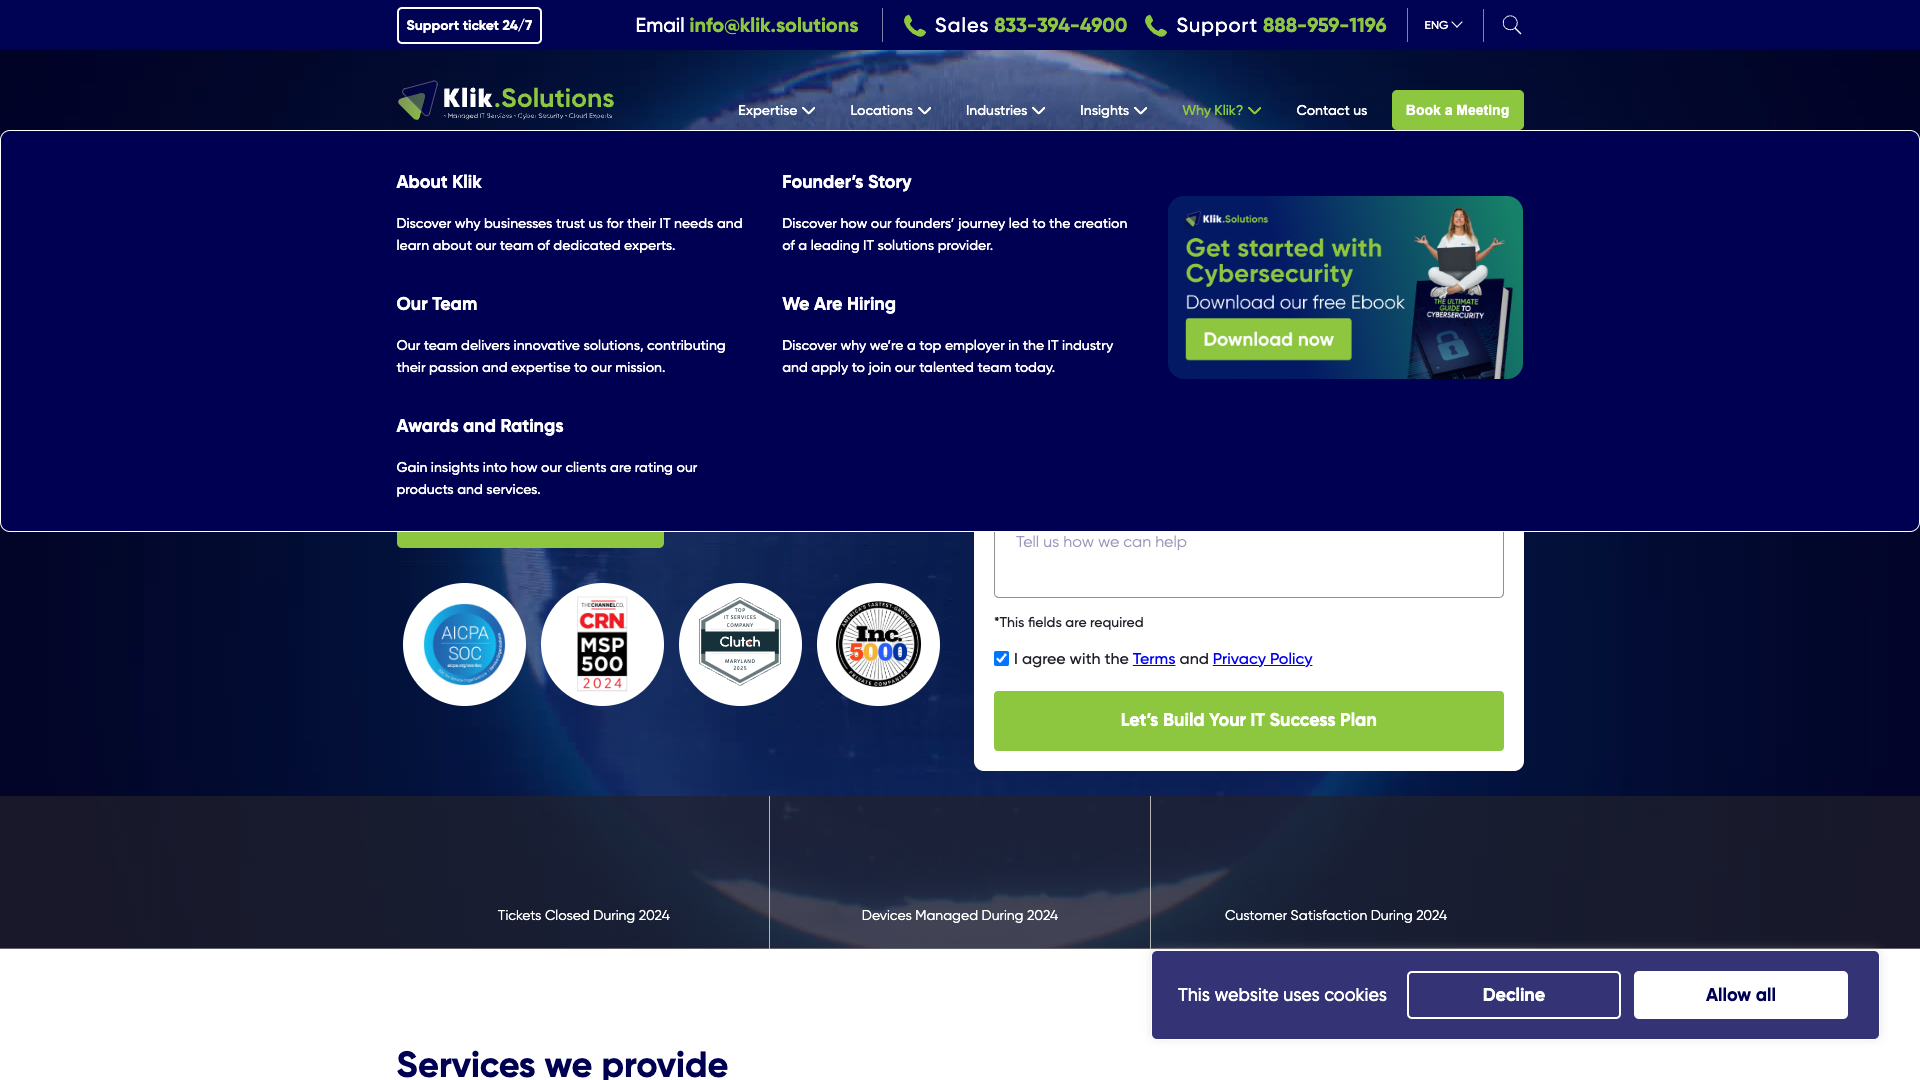 Support ticket 24/7
Email info@klik.solutions
Sales 833-394-4900
Support 888-959-1196
ENG
Klik.Solutions
Managed IT Services • Cyber Security • Cloud Experts
Expertise
Locations
Industries
Insights
Why Klik?
Contact us
Book a Meeting
About Klik
Discover why businesses trust us for their IT needs and
learn about our team of dedicated experts.
Founder’s Story
Discover how our founders’ journey led to the creation
of a leading IT solutions provider.
Our Team
Our team delivers innovative solutions, contributing
their passion and expertise to our mission.
We Are Hiring
Discover why we’re a top employer in the IT industry
and apply to join our talented team today.
Awards and Ratings
Gain insights into how our clients are rating our
products and services.
Klik.Solutions
Get started with
Cybersecurity
Download our free Ebook
Download now
THE ULTIMATE
GUIDE TO
CYBERSERCURITY
Tell us how we can help
*This fields are required
I agree with the Terms and Privacy Policy
Let’s Build Your IT Success Plan
AICPA
SOC
THE CHANNEL CO.
CRN
MSP
500
2024
TOP
IT SERVICES
COMPANY
Clutch
MARYLAND
2025
AMERICA'S FASTEST-GROWING
Inc.
5000
PRIVATE COMPANIES
Tickets Closed During 2024
Devices Managed During 2024
Customer Satisfaction During 2024
This website uses cookies
Decline
Allow all
Services we provide